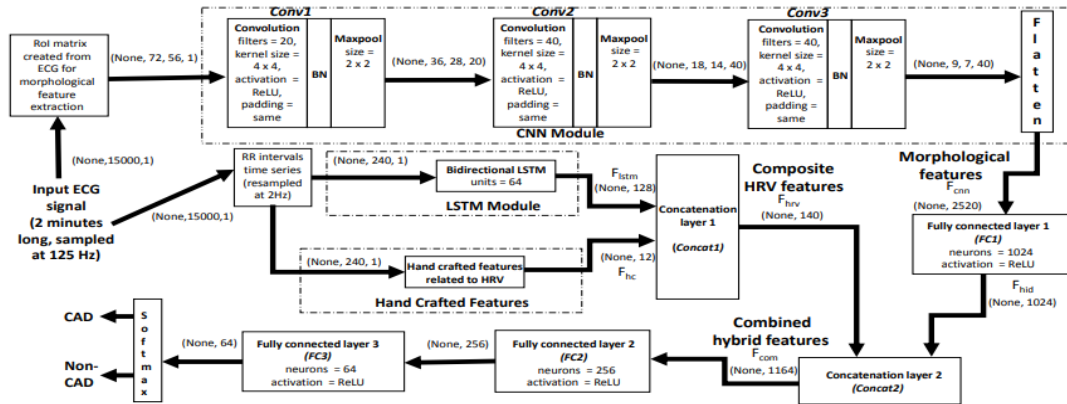 Conv1
Conv2
Conv3
RoI matrix
created from
ECG for
morphological
feature
extraction
(None, 72, 56, 1)
Convolution
filters = 20,
kernel size =
4 x 4,
activation =
ReLU,
padding =
same
BN
Maxpool
size =
2 x 2
(None, 36, 28, 20)
Convolution
filters = 40,
kernel size =
4 x 4,
activation =
ReLU,
padding =
same
BN
Maxpool
size =
2 x 2
(None, 18, 14, 40)
Convolution
filters = 40,
kernel size =
4 x 4,
activation =
ReLU,
padding =
same
BN
Maxpool
size =
2 x 2
(None, 9, 7, 40)
Flatten
CNN Module
(None,15000,1)
Input ECG
signal
(2 minutes
long, sampled
at 125 Hz)
(None,15000,1)
RR intervals
time series
(resampled
at 2Hz)
(None, 240, 1)
Bidirectional LSTM
units = 64
LSTM Module
Flstm
(None, 128)
Concatenation
layer 1
(Concat1)
Composite
HRV features
Fhrv
(None, 140)
Morphological
features
Fcnn
(None, 2520)
Fully connected layer 1
(FC1)
neurons = 1024
activation = ReLU
Fhid
(None, 1024)
(None, 240, 1)
Hand crafted features
related to HRV
Hand Crafted Features
(None, 12)
Fhc
Combined
hybrid features
Fcom
(None, 1164)
Concatenation layer 2
(Concat2)
Fully connected layer 2
(FC2)
neurons = 256
activation = ReLU
(None, 256)
Fully connected layer 3
(FC3)
neurons = 64
activation = ReLU
(None, 64)
Softmax
CAD
Non-
CAD